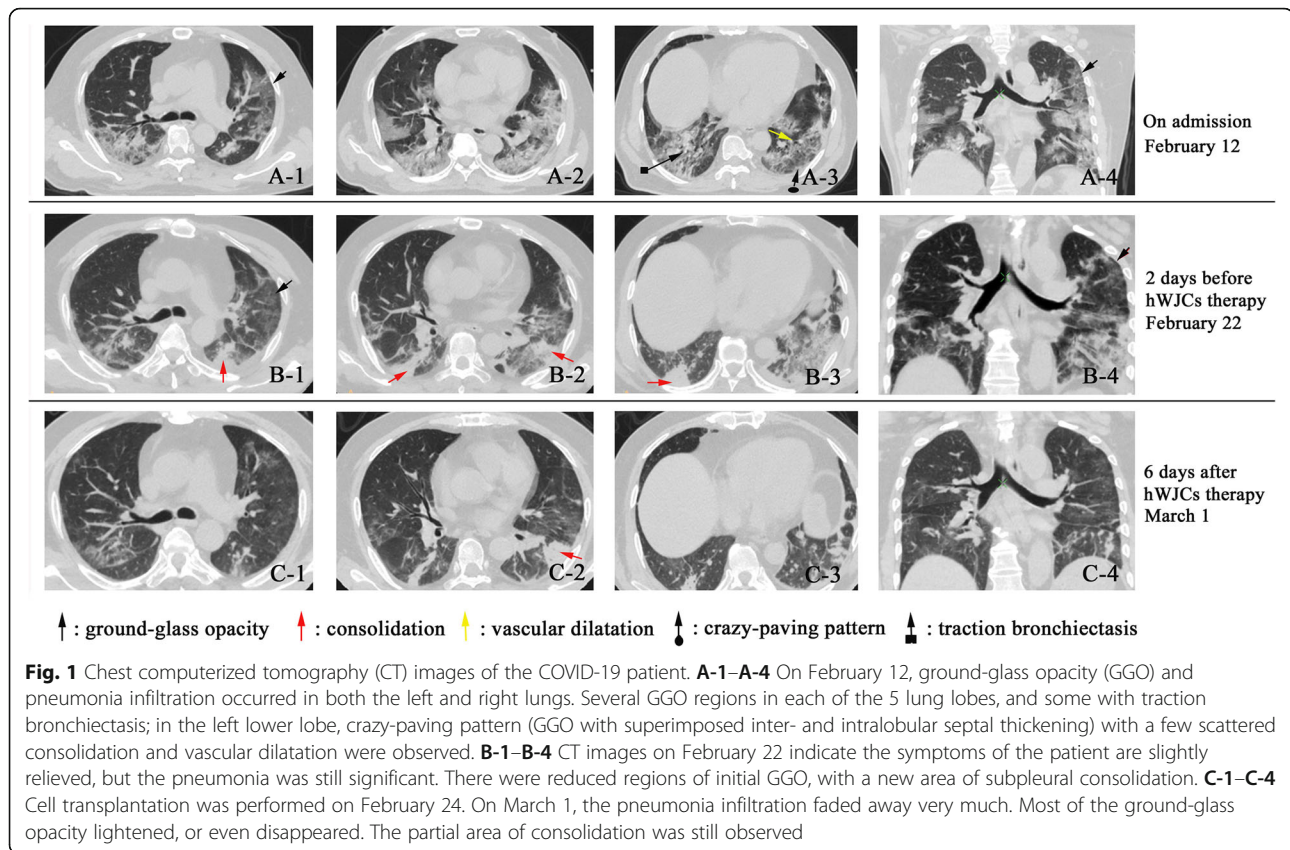 A-1
A-2
A-3
A-4
On admission
February 12
B-1
B-2
B-3
B-4
2 days before
hWJCs therapy
February 22
C-1
C-2
C-3
C-4
6 days after
hWJCs therapy
March 1
: ground-glass opacity : consolidation : vascular dilatation : crazy-paving pattern : traction bronchiectasis
Fig. 1 Chest computerized tomography (CT) images of the COVID-19 patient. A-1–A-4 On February 12, ground-glass opacity (GGO) and
pneumonia infiltration occurred in both the left and right lungs. Several GGO regions in each of the 5 lung lobes, and some with traction
bronchiectasis; in the left lower lobe, crazy-paving pattern (GGO with superimposed inter- and intralobular septal thickening) with a few scattered
consolidation and vascular dilatation were observed. B-1–B-4 CT images on February 22 indicate the symptoms of the patient are slightly
relieved, but the pneumonia was still significant. There were reduced regions of initial GGO, with a new area of subpleural consolidation. C-1–C-4
Cell transplantation was performed on February 24. On March 1, the pneumonia infiltration faded away very much. Most of the ground-glass
opacity lightened, or even disappeared. The partial area of consolidation was still observed